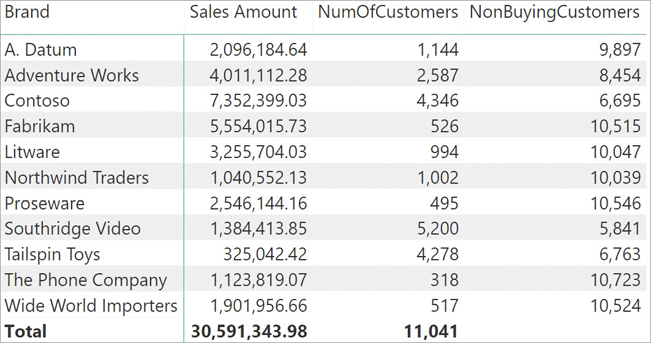 Brand Sales Amount NumOfCustomers NonBuyingCustomers
A. Datum 2,096,184.64 1,144 9,897
Adventure Works 4,011,112.28 2,587 8,454
Contoso 7,352,399.03 4,346 6,695
Fabrikam 5,554,015.73 526 10,515
Litware 3,255,704.03 994 10,047
Northwind Traders 1,040,552.13 1,002 10,039
Proseware 2,546,144.16 495 10,546
Southridge Video 1,384,413.85 5,200 5,841
Tailspin Toys 325,042.42 4,278 6,763
The Phone Company 1,123,819.07 318 10,723
Wide World Importers 1,901,956.66 517 10,524
Total 30,591,343.98 11,041